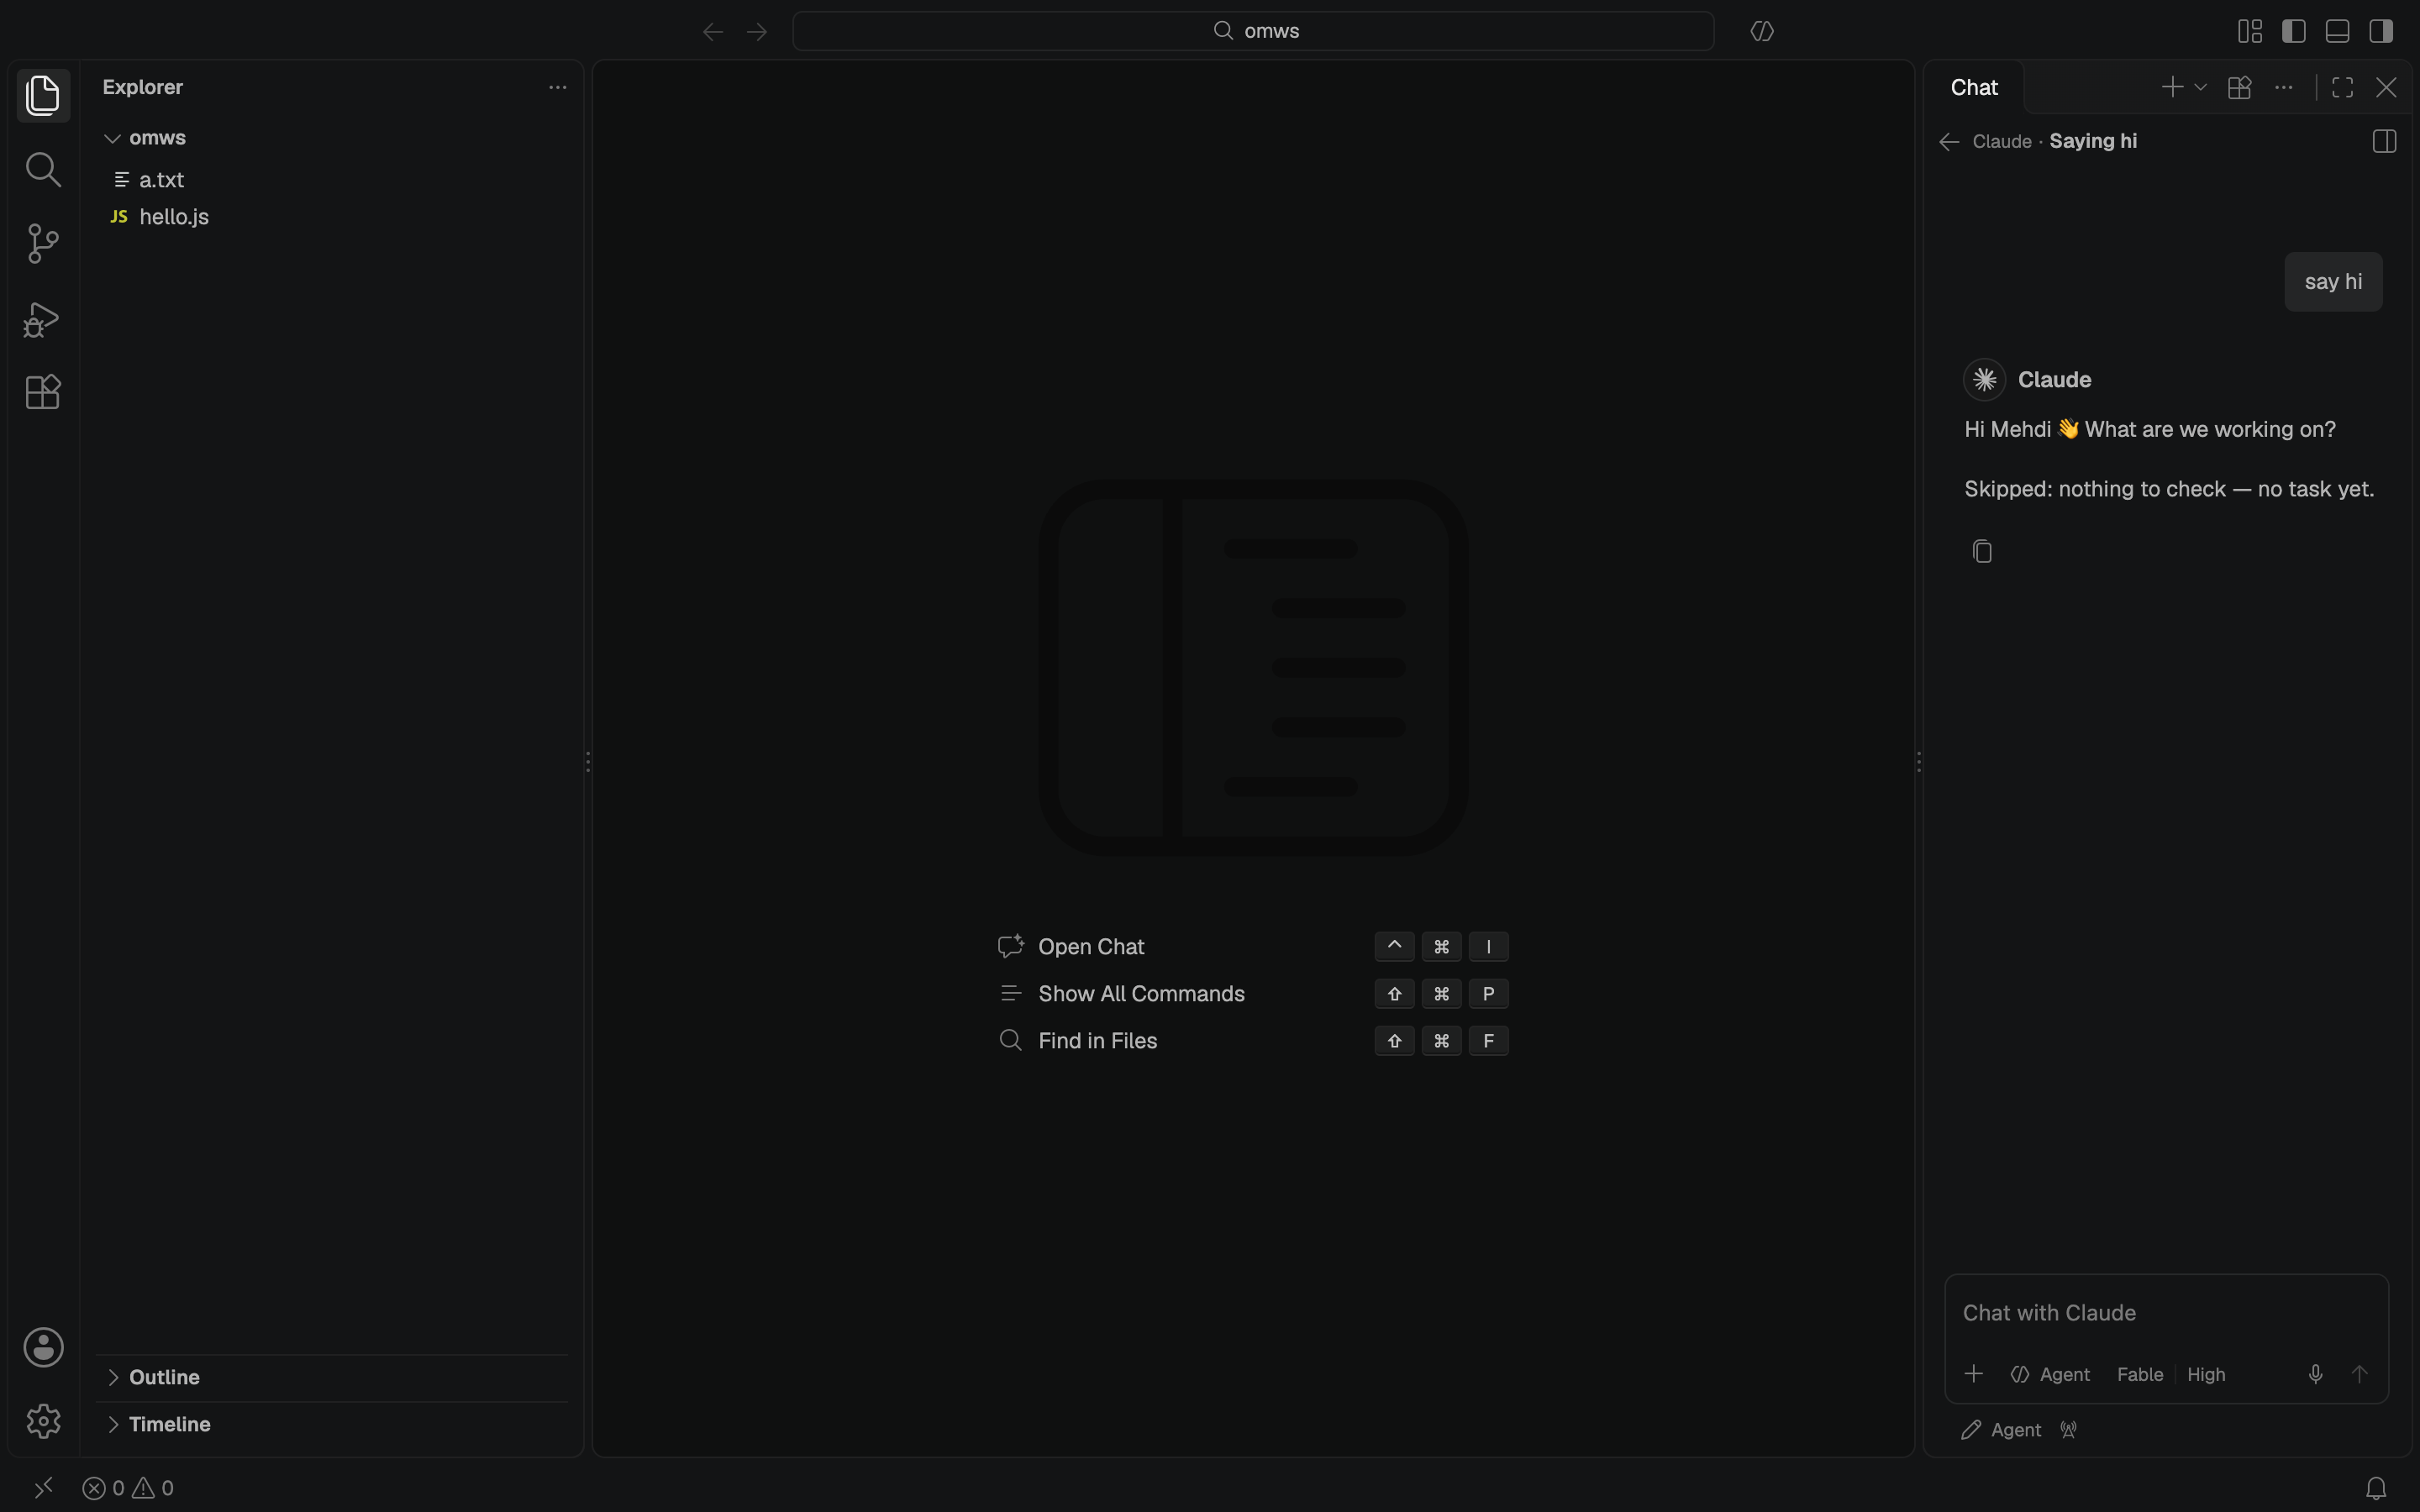 omws
Explorer
omws
a.txt
JS hello.js
Outline
Timeline
0 0
Open Chat ^ ⌘ I
Show All Commands ⇧ ⌘ P
Find in Files ⇧ ⌘ F
Chat
Claude · Saying hi
say hi
Claude
Hi Mehdi 👋 What are we working on?
Skipped: nothing to check — no task yet.
Chat with Claude
Agent Fable High
Agent